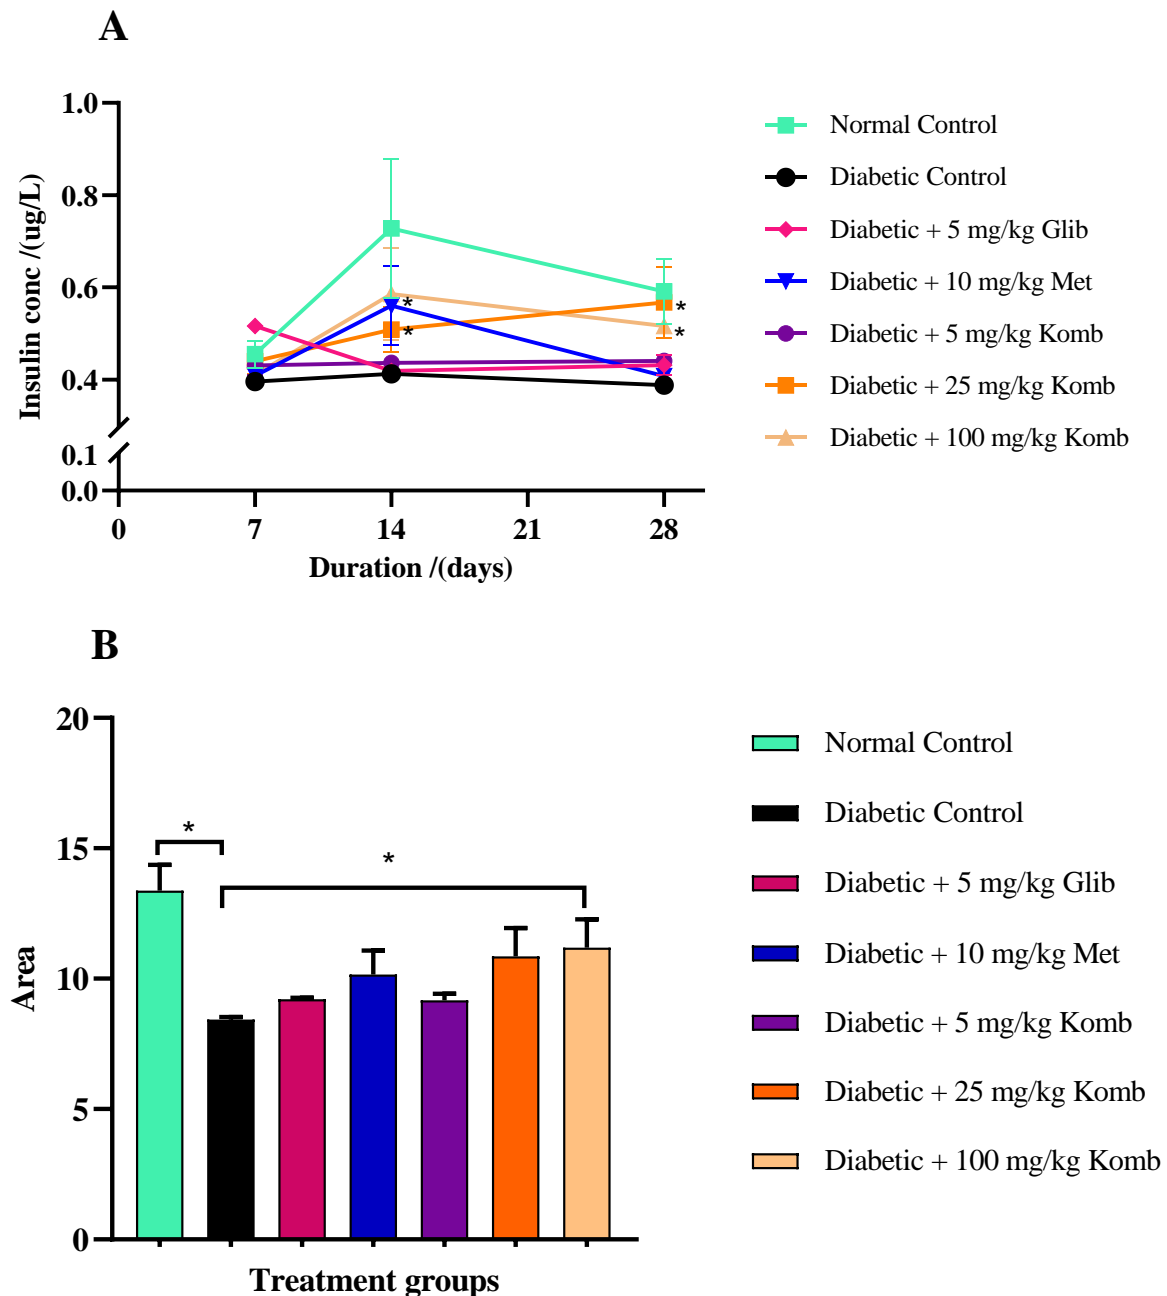 A
Insulin conc /(ug/L)
1.0
0.8
0.6
0.4
0.1
0.0
*
*
*
*
0 7 14 21 28
Duration /(days)
Normal Control
Diabetic Control
Diabetic + 5 mg/kg Glib
Diabetic + 10 mg/kg Met
Diabetic + 5 mg/kg Komb
Diabetic + 25 mg/kg Komb
Diabetic + 100 mg/kg Komb
B
Area
20
15
10
5
0
*
*
Treatment groups
Normal Control
Diabetic Control
Diabetic + 5 mg/kg Glib
Diabetic + 10 mg/kg Met
Diabetic + 5 mg/kg Komb
Diabetic + 25 mg/kg Komb
Diabetic + 100 mg/kg Komb